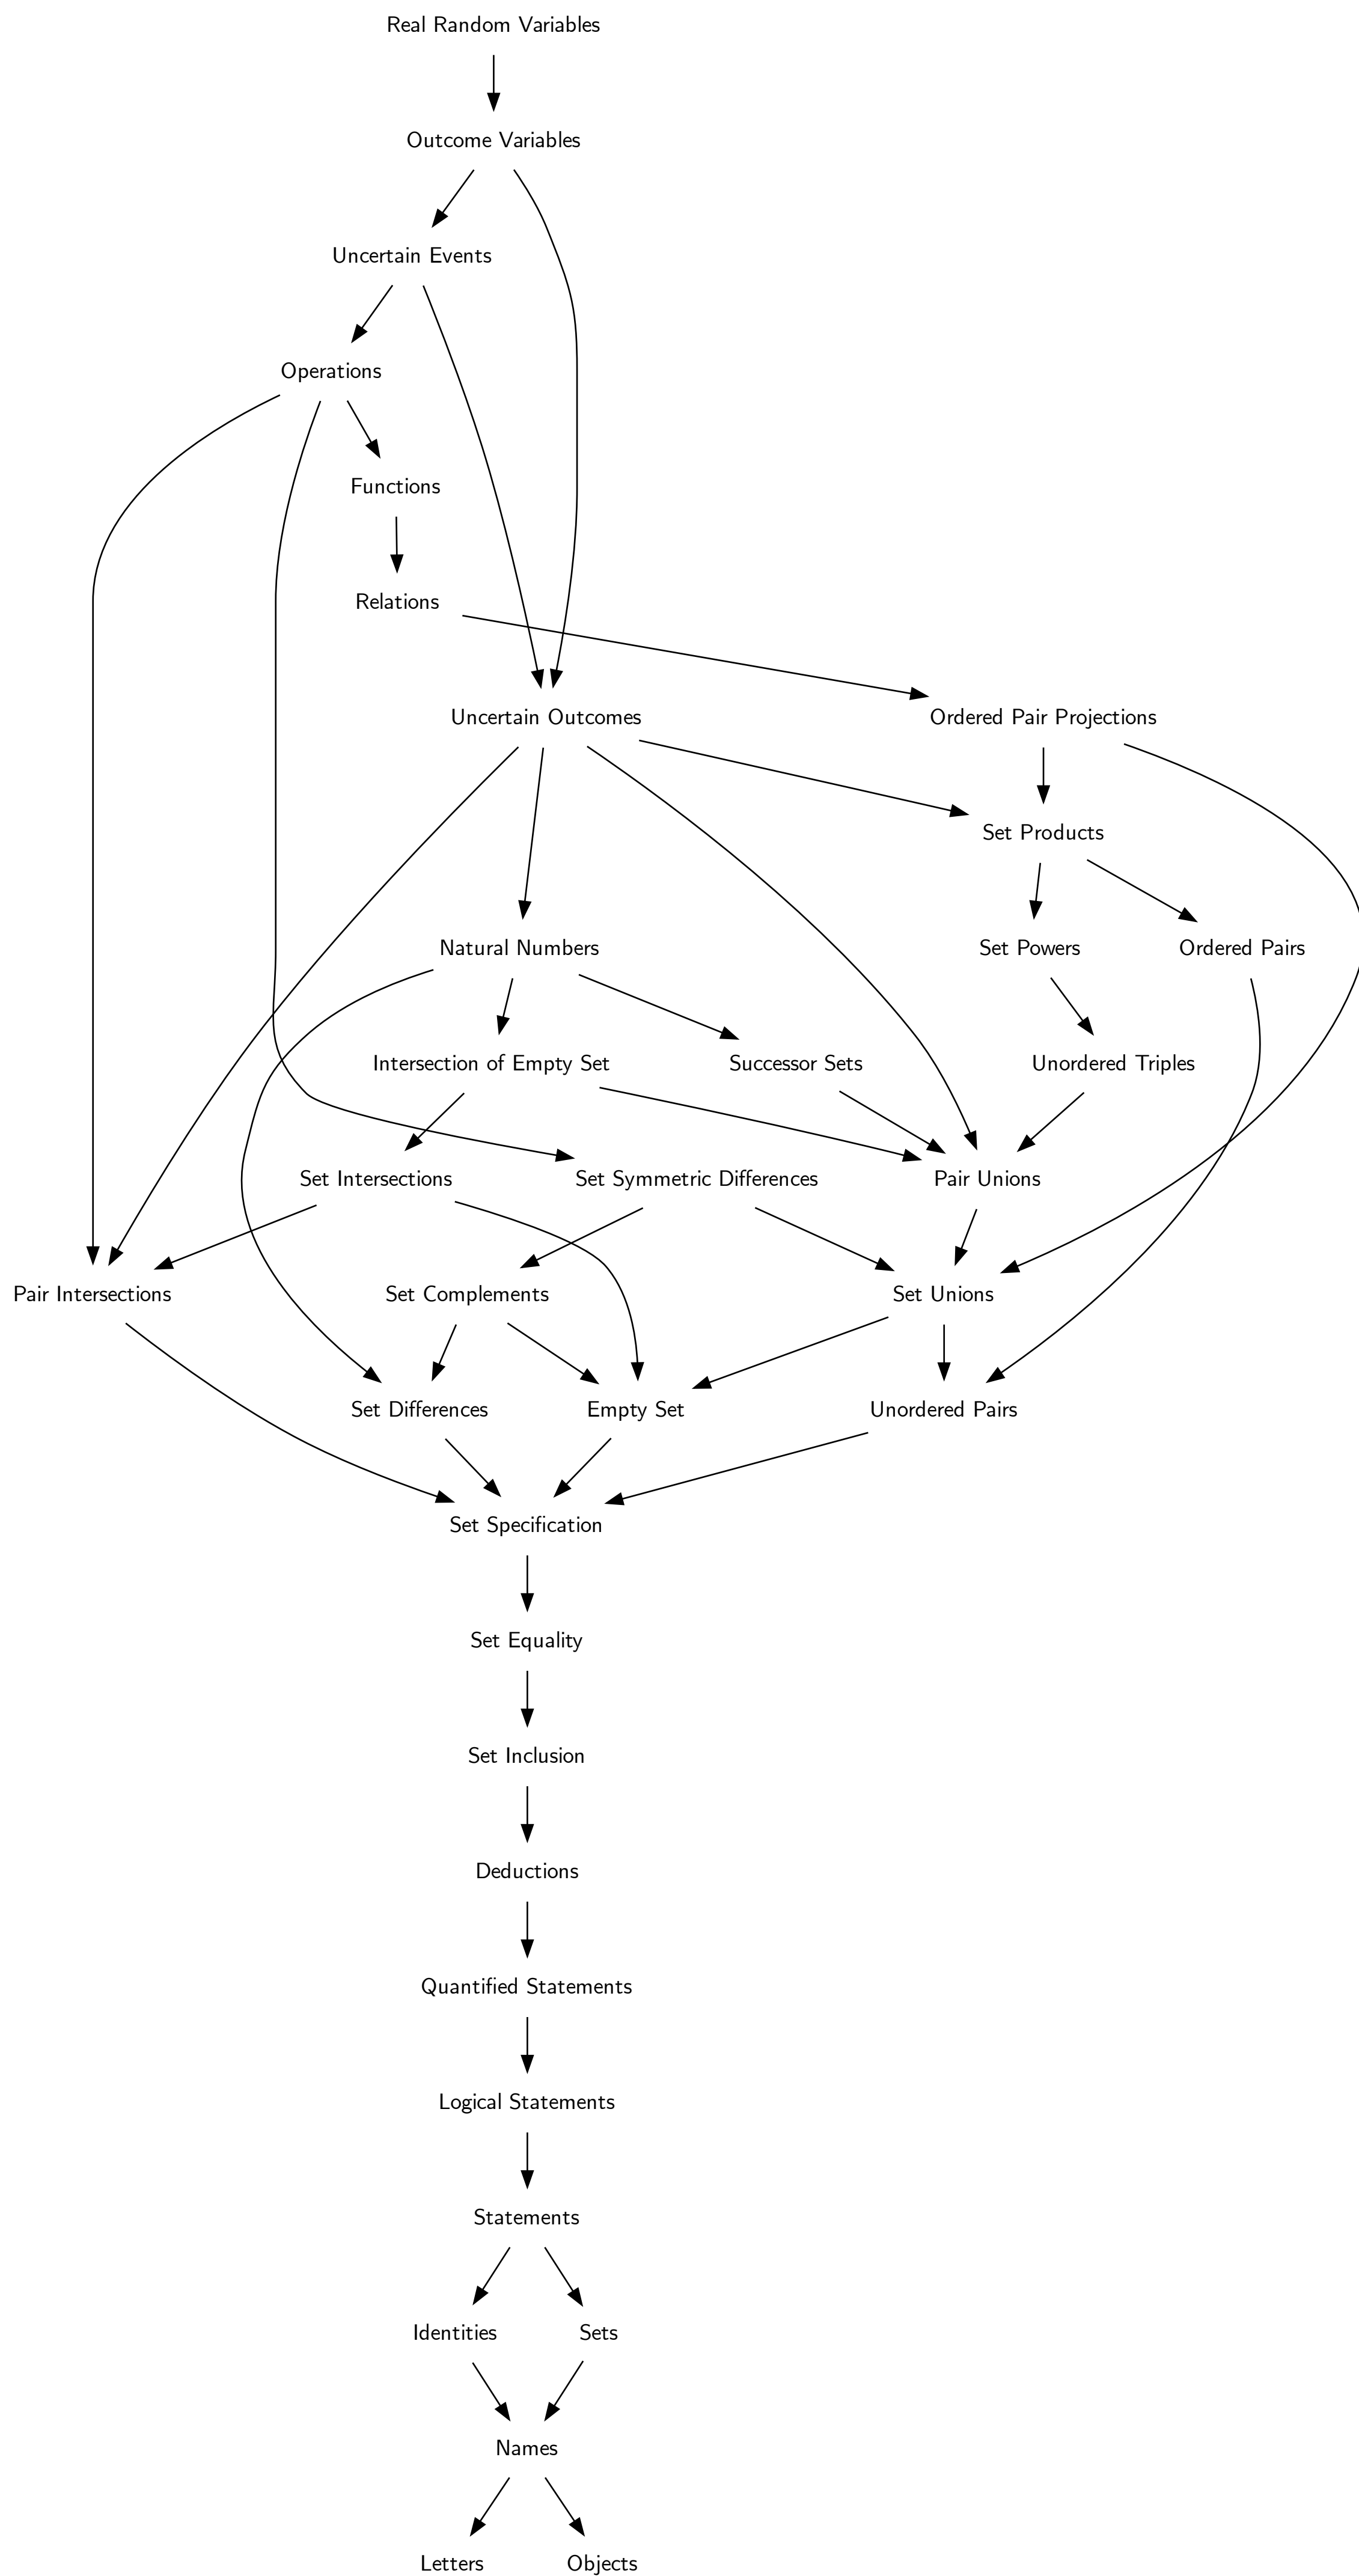 Real Random Variables
Outcome Variables
Uncertain Events
Operations
Functions
Relations
Uncertain Outcomes
Ordered Pair Projections
Set Products
Natural Numbers
Set Powers
Ordered Pairs
Intersection of Empty Set
Successor Sets
Unordered Triples
Set Intersections
Set Symmetric Differences
Pair Unions
Pair Intersections
Set Complements
Set Unions
Set Differences
Empty Set
Unordered Pairs
Set Specification
Set Equality
Set Inclusion
Deductions
Quantified Statements
Logical Statements
Statements
Identities
Sets
Names
Letters
Objects